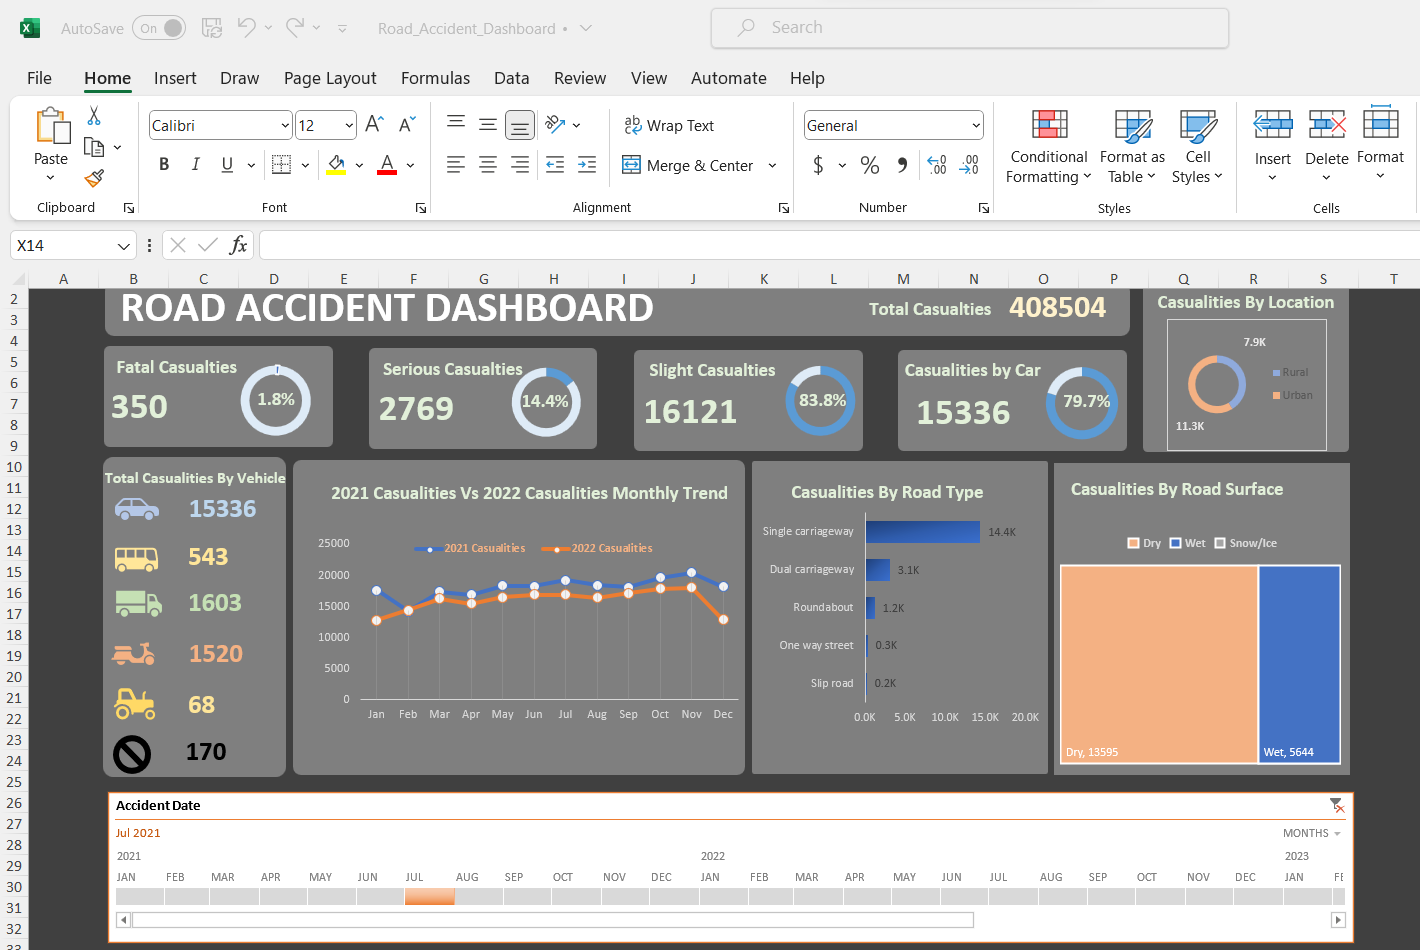 AutoSave On Road_Accident_Dashboard • Search
File Home Insert Draw Page Layout Formulas Data Review View Automate Help
Paste
Clipboard
Calibri 12
B I U
Font
Wrap Text
Merge & Center
Alignment
General
$ % , .00 .00
Number
Conditional Formatting
Format as Table
Cell Styles
Styles
Insert Delete Format
Cells
X14 fx
A B C D E F G H I J K L M N O P Q R S T
2
3
4
5
6
7
8
9
10
11
12
13
14
15
16
17
18
19
20
21
22
23
24
25
26
27
28
29
30
31
32
33
ROAD ACCIDENT DASHBOARD
Total Casualties 408504
Casualities By Location
7.9K
Rural
Urban
11.3K
Fatal Casualties
350
1.8%
Serious Casualties
2769
14.4%
Slight Casualties
16121
83.8%
Casualities by Car
15336
79.7%
Total Casualities By Vehicle
15336
543
1603
1520
68
170
2021 Casualities Vs 2022 Casualities Monthly Trend
2021 Casualities 2022 Casualities
25000
20000
15000
10000
5000
0
Jan Feb Mar Apr May Jun Jul Aug Sep Oct Nov Dec
Casualities By Road Type
Single carriageway 14.4K
Dual carriageway 3.1K
Roundabout 1.2K
One way street 0.3K
Slip road 0.2K
0.0K 5.0K 10.0K 15.0K 20.0K
Casualities By Road Surface
Dry Wet Snow/Ice
Dry, 13595 Wet, 5644
Accident Date
Jul 2021 MONTHS
2021 2022 2023
JAN FEB MAR APR MAY JUN JUL AUG SEP OCT NOV DEC JAN FEB MAR APR MAY JUN JUL AUG SEP OCT NOV DEC JAN